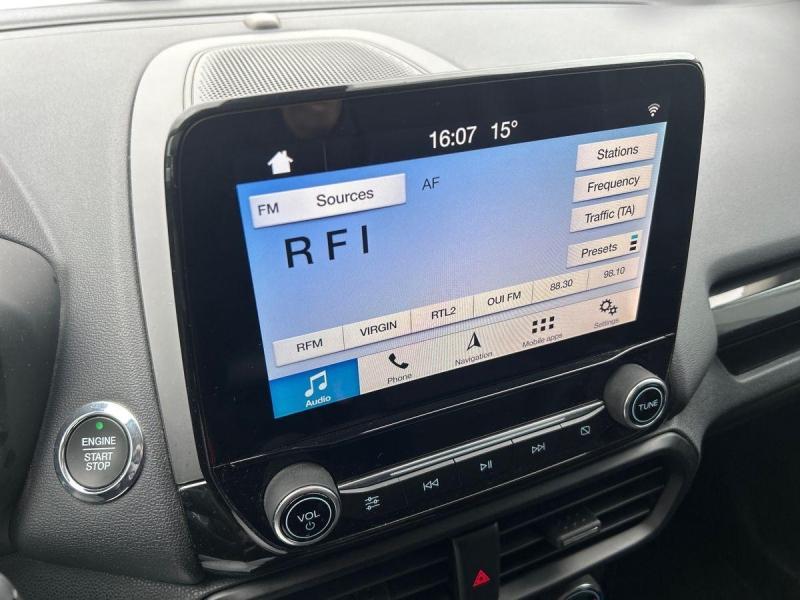 16:07 15°
FM Sources
AF
Stations
Frequency
Traffic (TA)
Presets
RFI
RFM VIRGIN RTL2 OUI FM 88.30 98.10
Audio Phone Navigation Mobile apps Settings
ENGINE
START
STOP
VOL
TUNE